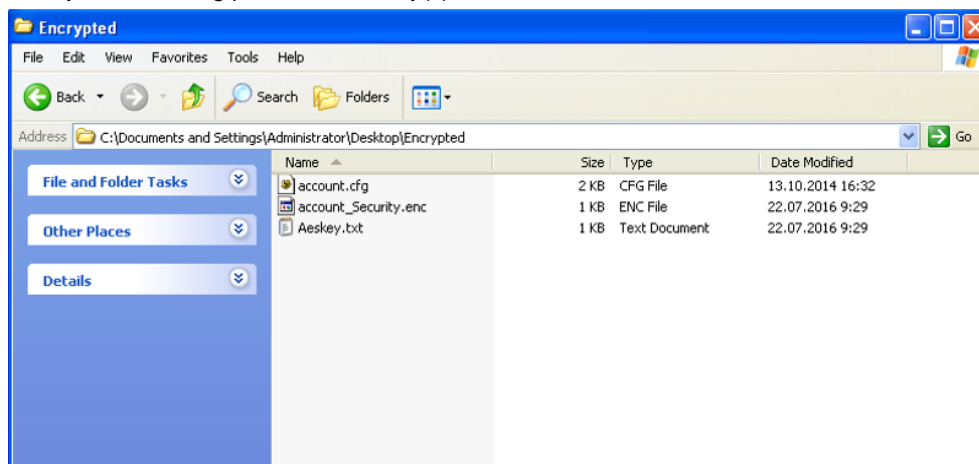 Encrypted
File Edit View Favorites Tools Help
Back Search Folders
Address C:\Documents and Settings\Administrator\Desktop\Encrypted Go
Name Size Type Date Modified
File and Folder Tasks
account.cfg 2 KB CFG File 13.10.2014 16:32
account_Security.enc 1 KB ENC File 22.07.2016 9:29
Other Places
Aeskey.txt 1 KB Text Document 22.07.2016 9:29
Details